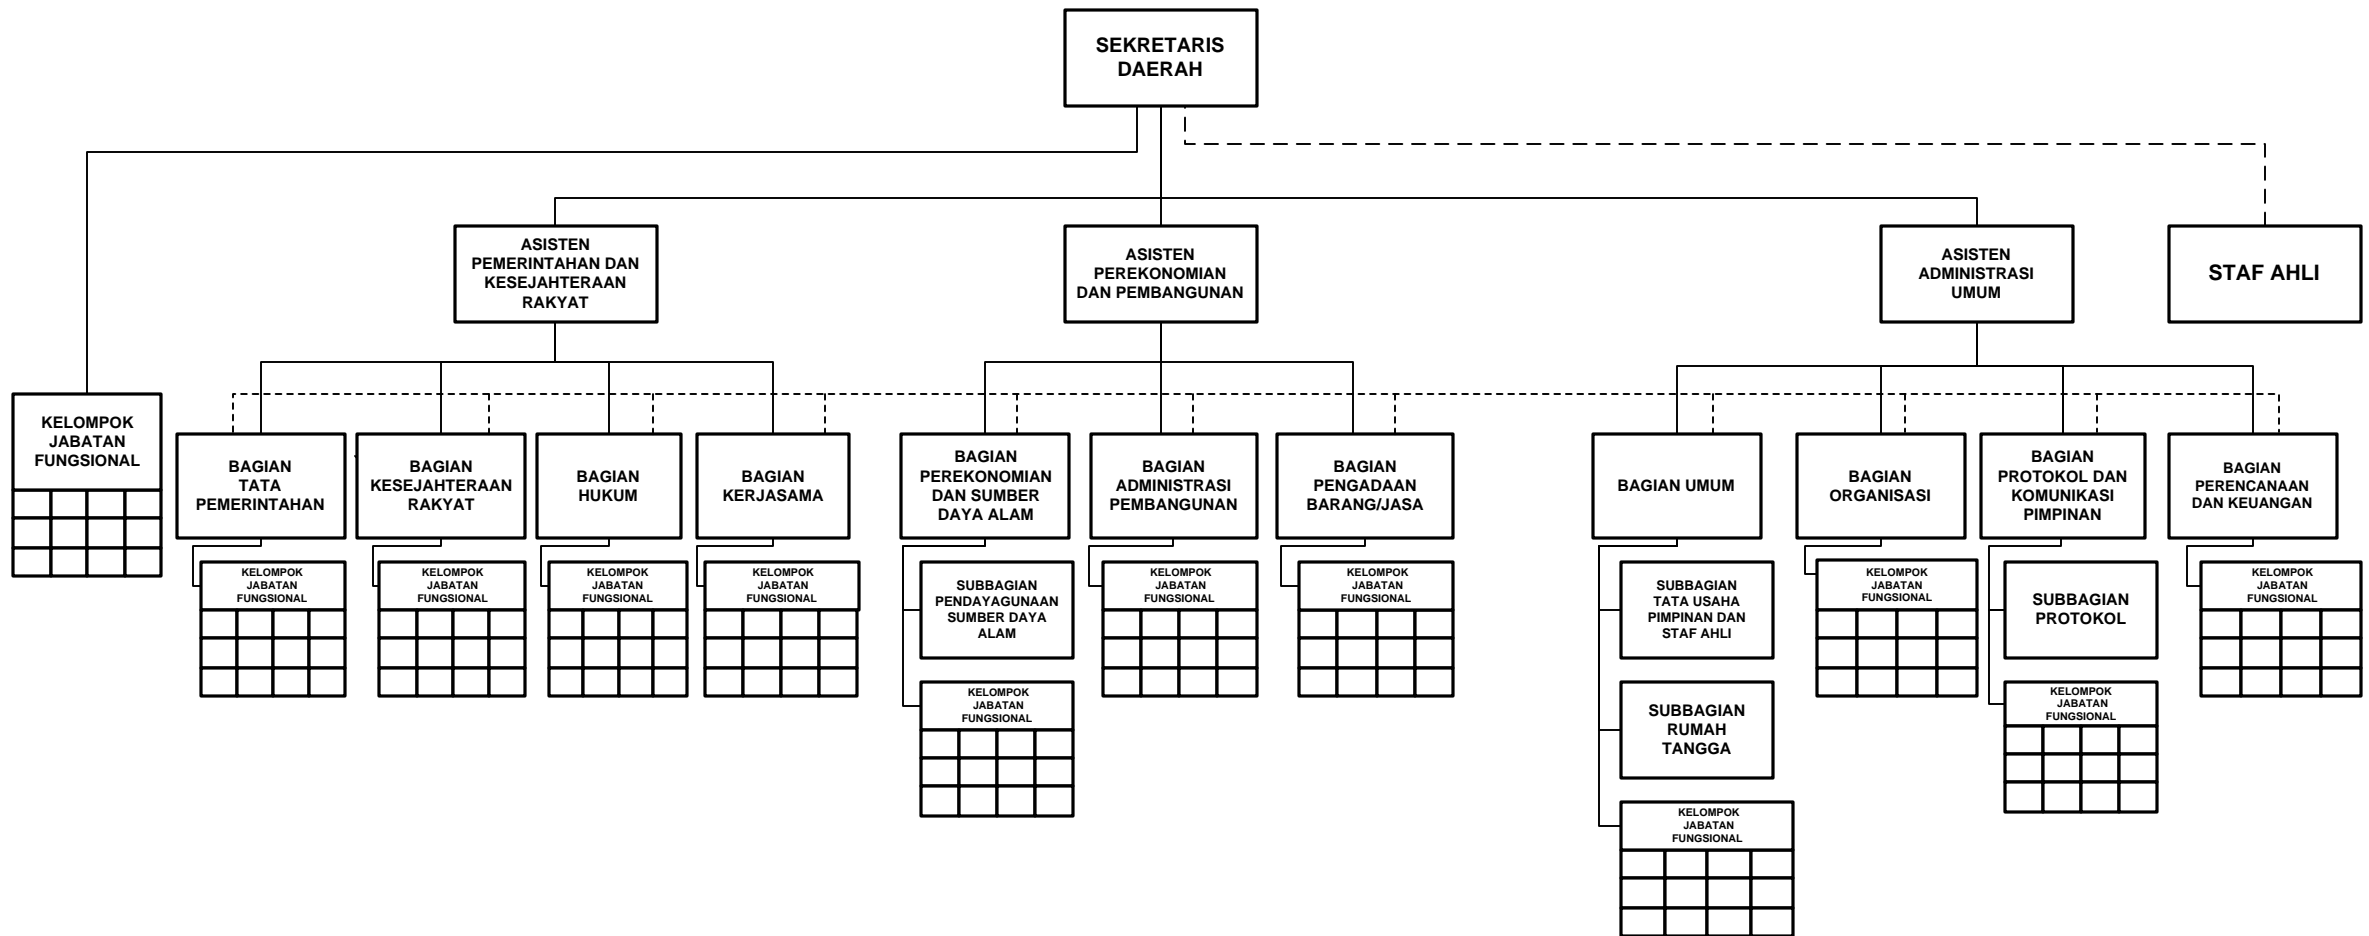 SEKRETARIS
DAERAH
ASISTEN
PEMERINTAHAN DAN
KESEJAHTERAAN
RAKYAT
ASISTEN
PEREKONOMIAN
DAN PEMBANGUNAN
ASISTEN
ADMINISTRASI
UMUM
STAF AHLI
KELOMPOK
JABATAN
FUNGSIONAL
BAGIAN
TATA
PEMERINTAHAN
BAGIAN
KESEJAHTERAAN
RAKYAT
BAGIAN
HUKUM
BAGIAN
KERJASAMA
BAGIAN
PEREKONOMIAN
DAN SUMBER
DAYA ALAM
BAGIAN
ADMINISTRASI
PEMBANGUNAN
BAGIAN
PENGADAAN
BARANG/JASA
BAGIAN UMUM
BAGIAN
ORGANISASI
BAGIAN
PROTOKOL DAN
KOMUNIKASI
PIMPINAN
BAGIAN
PERENCANAAN
DAN KEUANGAN
KELOMPOK
JABATAN
FUNGSIONAL
KELOMPOK
JABATAN
FUNGSIONAL
KELOMPOK
JABATAN
FUNGSIONAL
KELOMPOK
JABATAN
FUNGSIONAL
SUBBAGIAN
PENDAYAGUNAAN
SUMBER DAYA
ALAM
KELOMPOK
JABATAN
FUNGSIONAL
KELOMPOK
JABATAN
FUNGSIONAL
SUBBAGIAN
TATA USAHA
PIMPINAN DAN
STAF AHLI
KELOMPOK
JABATAN
FUNGSIONAL
SUBBAGIAN
PROTOKOL
KELOMPOK
JABATAN
FUNGSIONAL
KELOMPOK
JABATAN
FUNGSIONAL
SUBBAGIAN
RUMAH
TANGGA
KELOMPOK
JABATAN
FUNGSIONAL
KELOMPOK
JABATAN
FUNGSIONAL